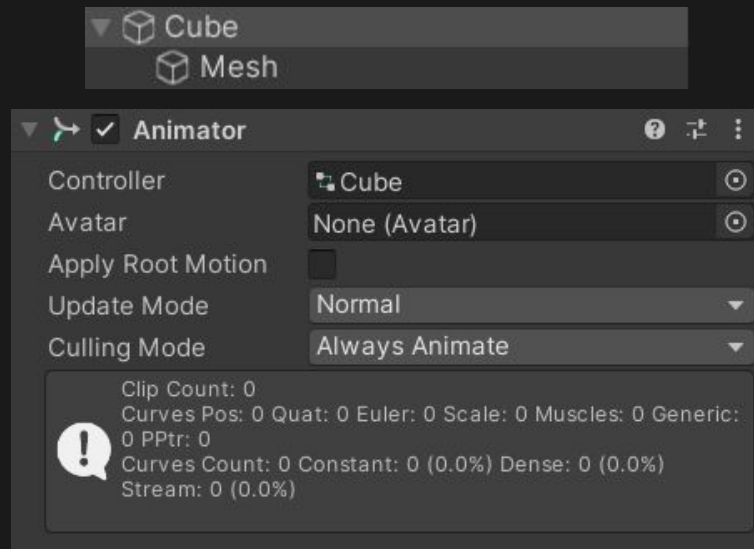 Cube
Mesh
Animator
Controller Cube
Avatar None (Avatar)
Apply Root Motion
Update Mode Normal
Culling Mode Always Animate
Clip Count: 0
Curves Pos: 0 Quat: 0 Euler: 0 Scale: 0 Muscles: 0 Generic:
0 PPtr: 0
Curves Count: 0 Constant: 0 (0.0%) Dense: 0 (0.0%)
Stream: 0 (0.0%)